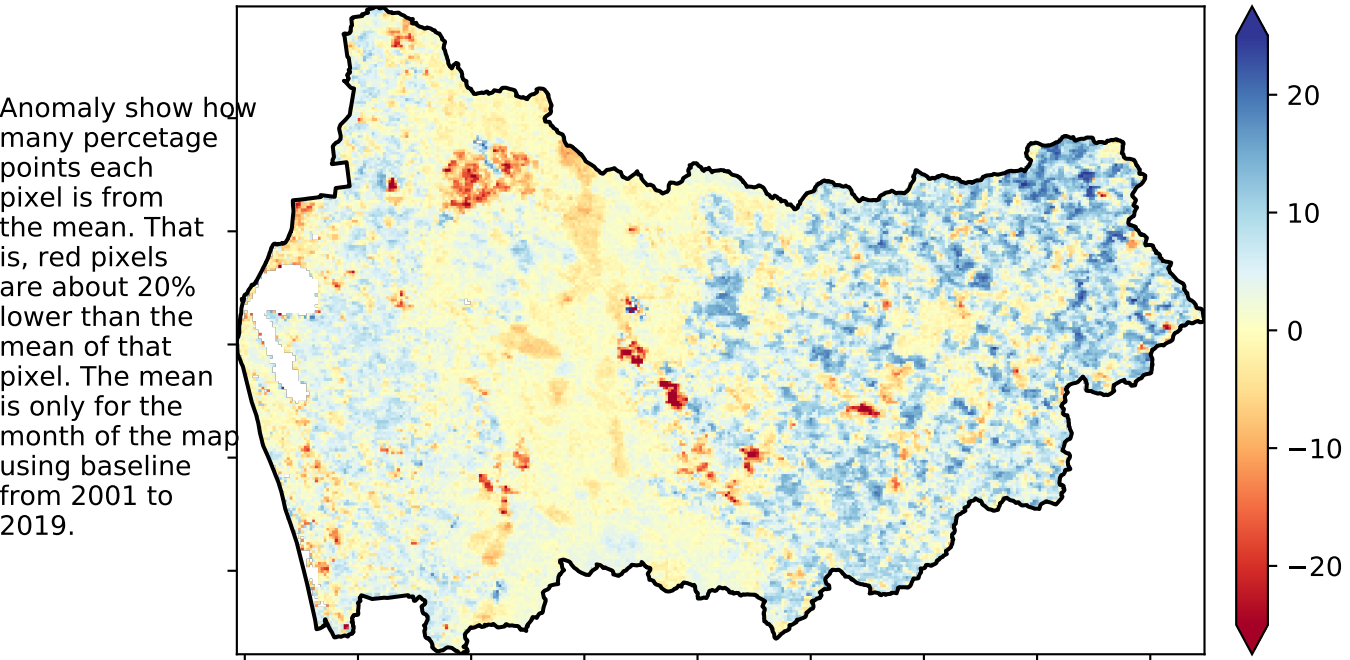 Anomaly show how
many percetage
points each
pixel is from
the mean. That
is, red pixels
are about 20%
lower than the
mean of that
pixel. The mean
is only for the
month of the map
using baseline
from 2001 to
2019.
20
10
0
−10
−20